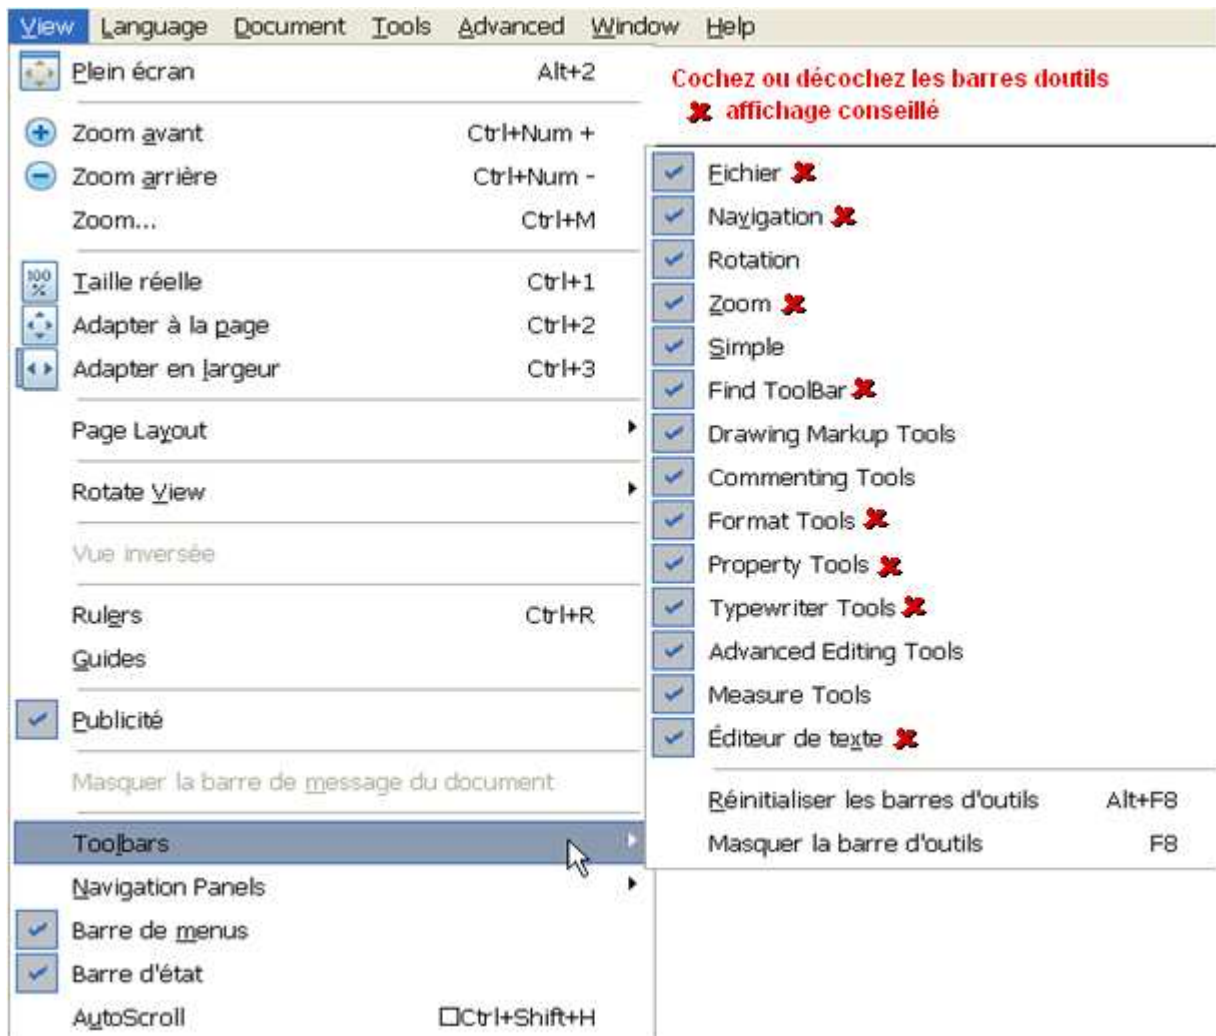 View Language Document Tools Advanced Window Help
Plein écran Alt+2
Zoom avant Ctrl+Num +
Zoom arrière Ctrl+Num -
Zoom... Ctrl+M
100 %
Taille réelle Ctrl+1
Adapter à la page Ctrl+2
Adapter en largeur Ctrl+3
Page Layout
Rotate View
Vue inversée
Rulers Ctrl+R
Guides
Publicité
Masquer la barre de message du document
Toolbars
Navigation Panels
Barre de menus
Barre d'état
AutoScroll □Ctrl+Shift+H
Cochez ou décochez les barres doutils
affichage conseillé
Fichier
Navigation
Rotation
Zoom
Simple
Find ToolBar
Drawing Markup Tools
Commenting Tools
Format Tools
Property Tools
Typewriter Tools
Advanced Editing Tools
Measure Tools
Éditeur de texte
Réinitialiser les barres d'outils Alt+F8
Masquer la barre d'outils F8